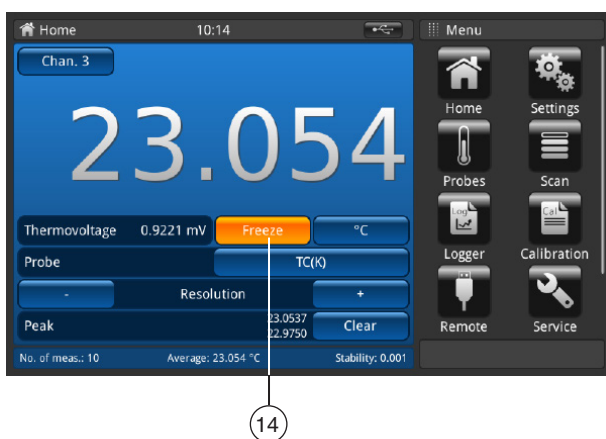 Home 10:14 Menu
Chan. 3
23.054
Home Settings
Probes Scan
Thermovoltage 0.9221 mV Freeze °C
Log Cal
Probe TC(K)
Logger Calibration
- Resolution +
Peak 23.0537 Clear
22.9750
Remote Service
No. of meas.: 10 Average: 23.054 °C Stability: 0.001
14